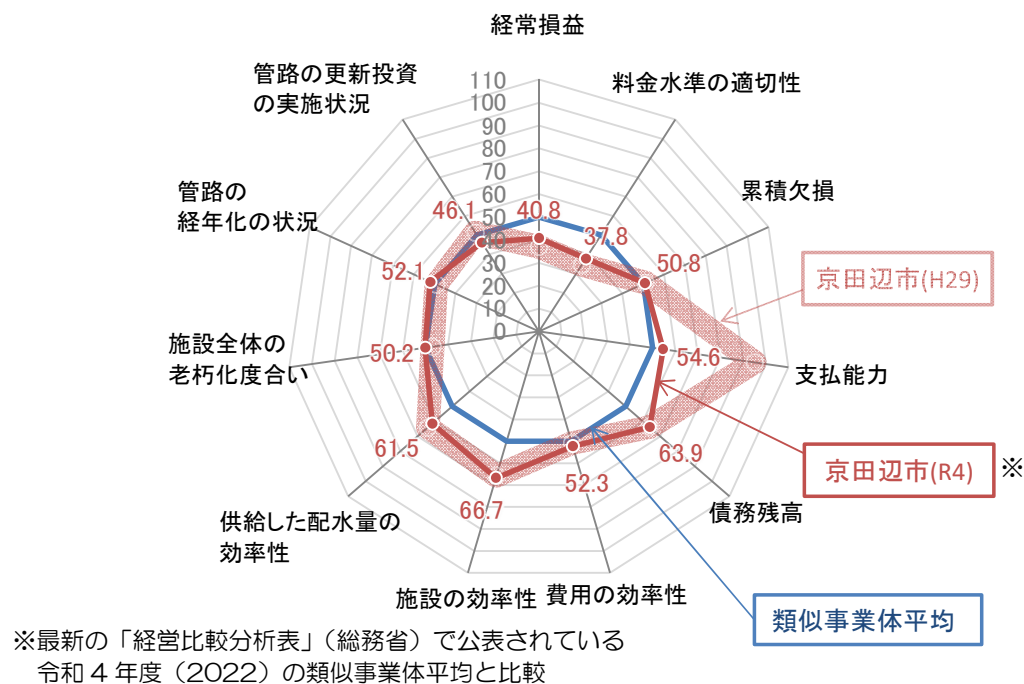 経常損益
料金水準の適切性
累積欠損
支払能力
債務残高
費用の効率性
施設の効率性
供給した配水量の
効率性
施設全体の
老朽化度合い
管路の
経年化の状況
管路の更新投資
の実施状況
110
100
90
80
70
60
50
40
30
20
10
0
40.8
37.8
50.8
54.6
63.9
52.3
66.7
61.5
50.2
52.1
46.1
京田辺市(H29)
京田辺市(R4)
※
類似事業体平均
※最新の「経営比較分析表」（総務省）で公表されている
令和４年度（2022）の類似事業体平均と比較